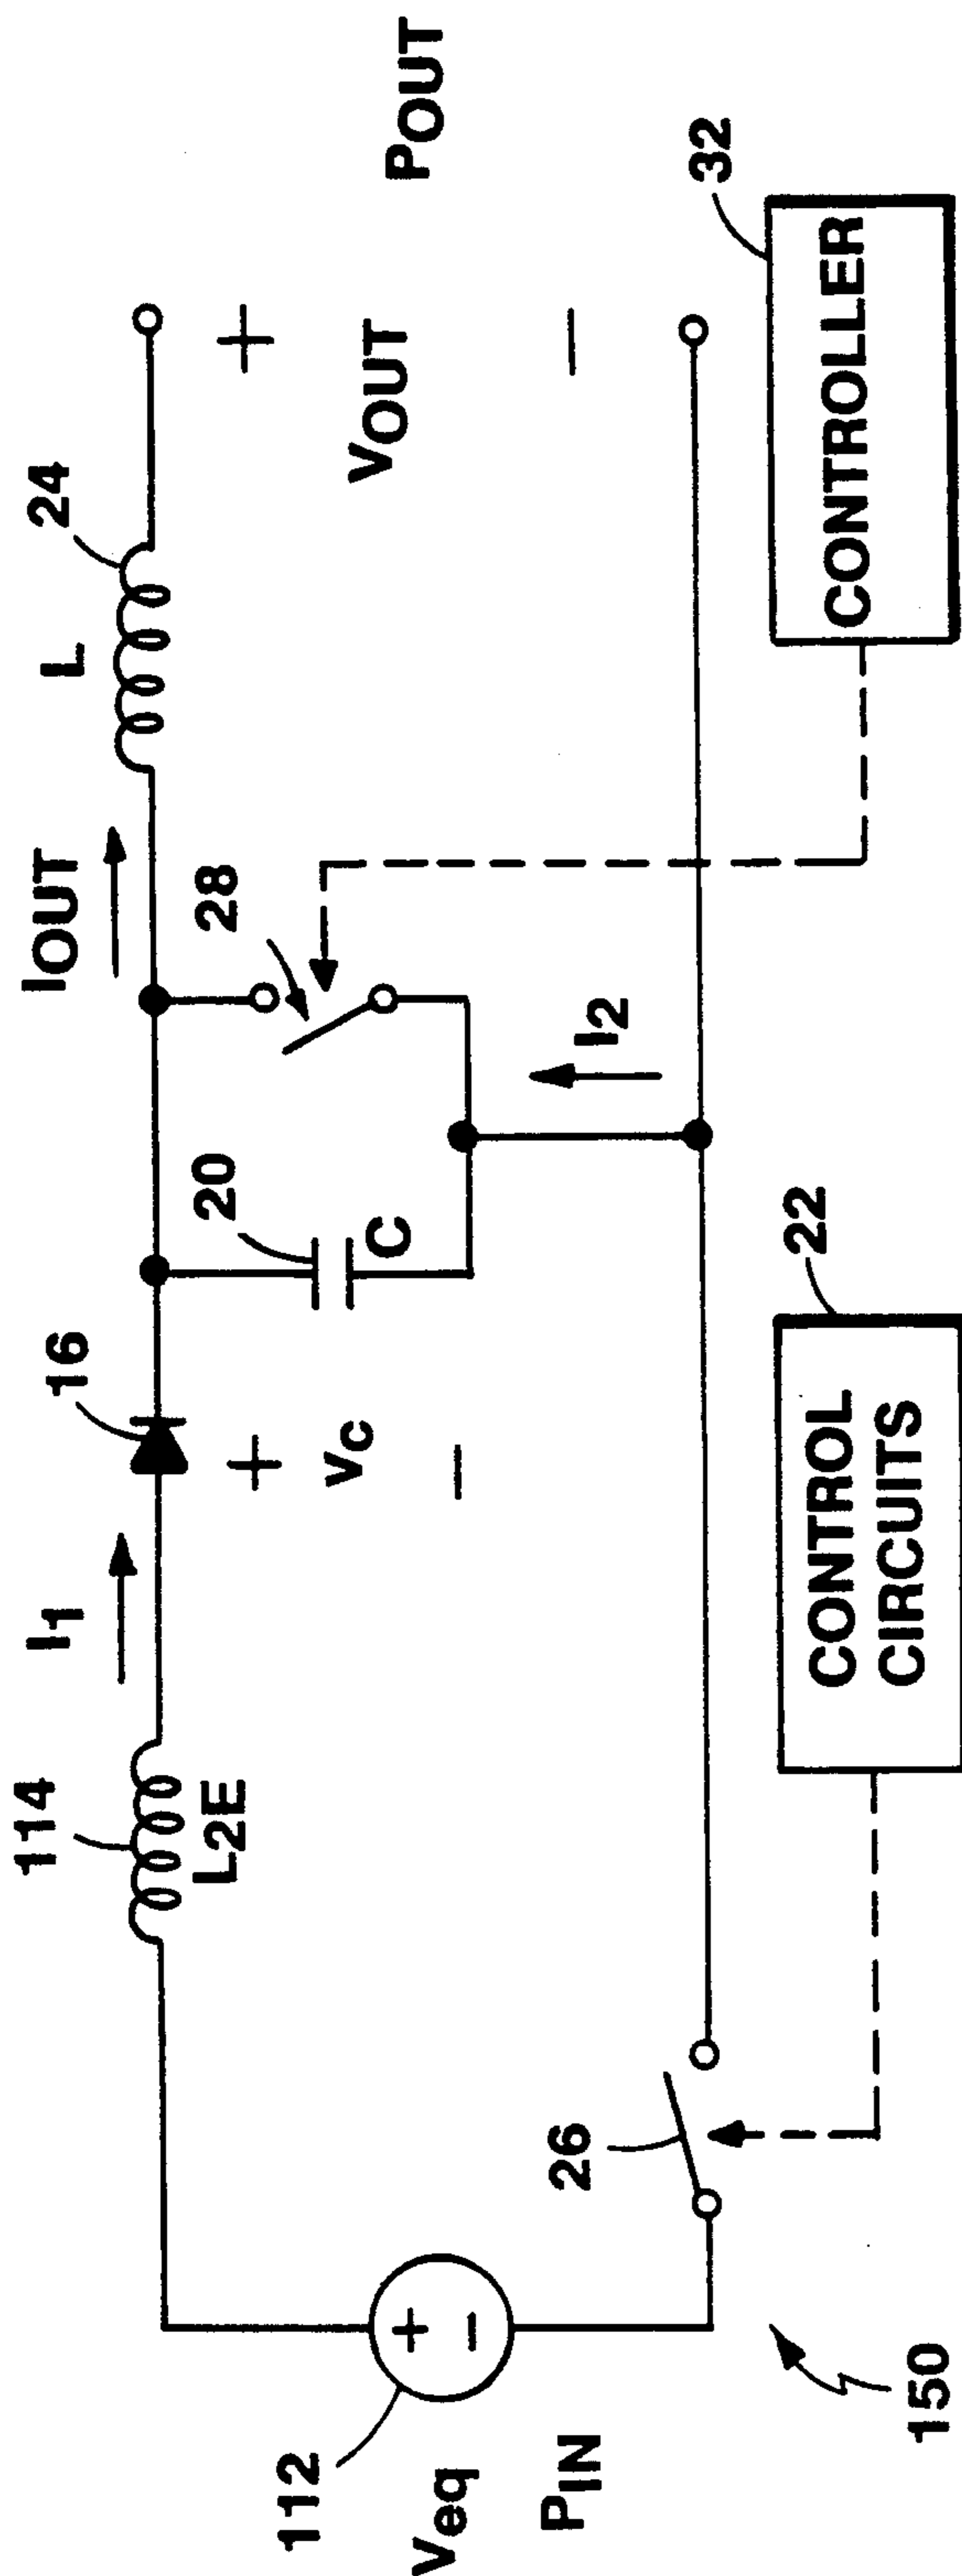 114
I1
16
20
IOUT
L
24
L2E
+
VC
−
C
28
+
VOUT
−
POUT
I2
112
Veq
+
−
PIN
26
150
CONTROL
CIRCUITS
22
CONTROLLER
32